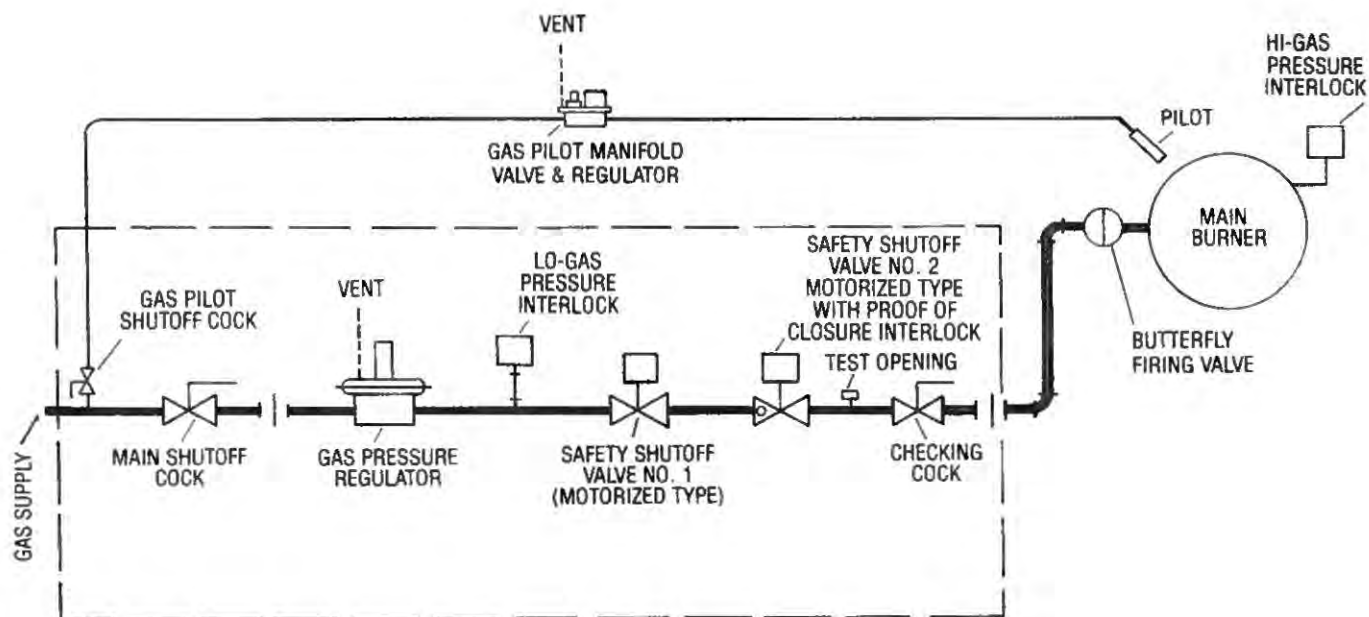 VENT
GAS PILOT MANIFOLD
VALVE & REGULATOR
PILOT
HI-GAS
PRESSURE
INTERLOCK
MAIN
BURNER
BUTTERFLY
FIRING VALVE
GAS PILOT
SHUTOFF COCK
VENT
LO-GAS
PRESSURE
INTERLOCK
SAFETY SHUTOFF
VALVE NO. 2
MOTORIZED TYPE
WITH PROOF OF
CLOSURE INTERLOCK
TEST OPENING
GAS SUPPLY
MAIN SHUTOFF
COCK
GAS PRESSURE
REGULATOR
SAFETY SHUTOFF
VALVE NO. 1
(MOTORIZED TYPE)
CHECKING
COCK